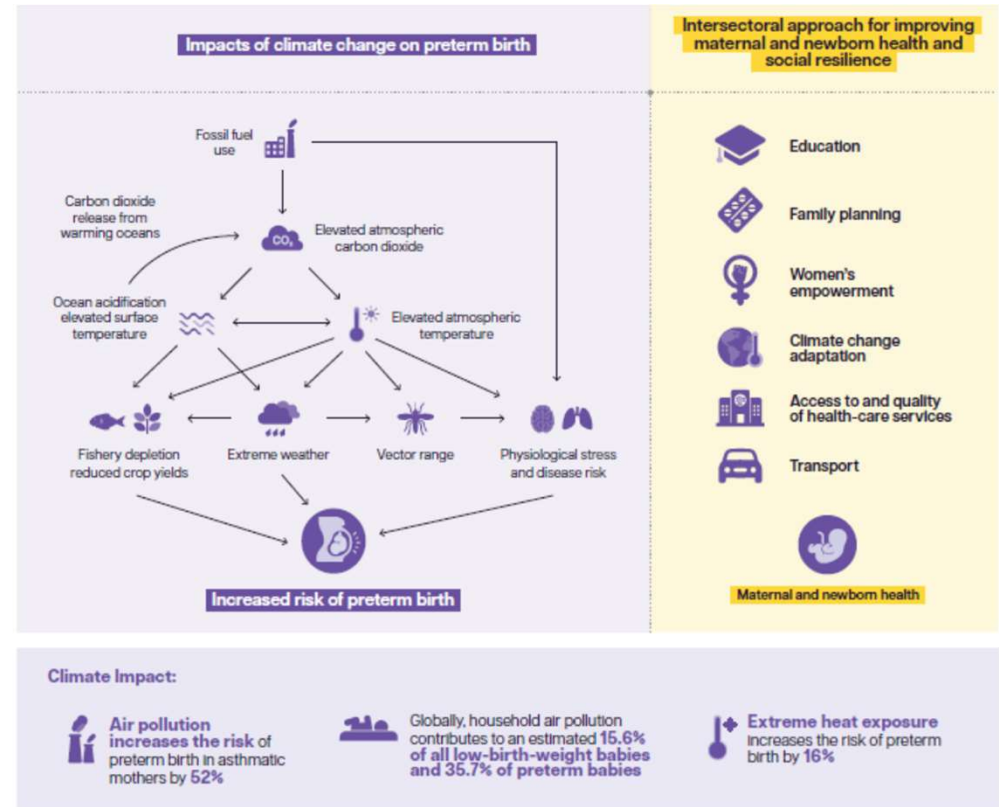 Impacts of climate change on preterm birth
Intersectoral approach for improving
maternal and newborn health and
social resilience
Fossil fuel
use
Carbon dioxide
release from
warming oceans
CO₂
Elevated atmospheric
carbon dioxide
Ocean acidification
elevated surface
temperature
Elevated atmospheric
temperature
Fishery depletion
reduced crop yields
Extreme weather
Vector range
Physiological stress
and disease risk
Increased risk of preterm birth
Education
Family planning
Women's
empowerment
Climate change
adaptation
Access to and quality
of health-care services
Transport
Maternal and newborn health
Climate Impact:
Air pollution
increases the risk of
preterm birth in asthmatic
mothers by 52%
Globally, household air pollution
contributes to an estimated 15.6%
of all low-birth-weight babies
and 35.7% of preterm babies
Extreme heat exposure
increases the risk of preterm
birth by 16%